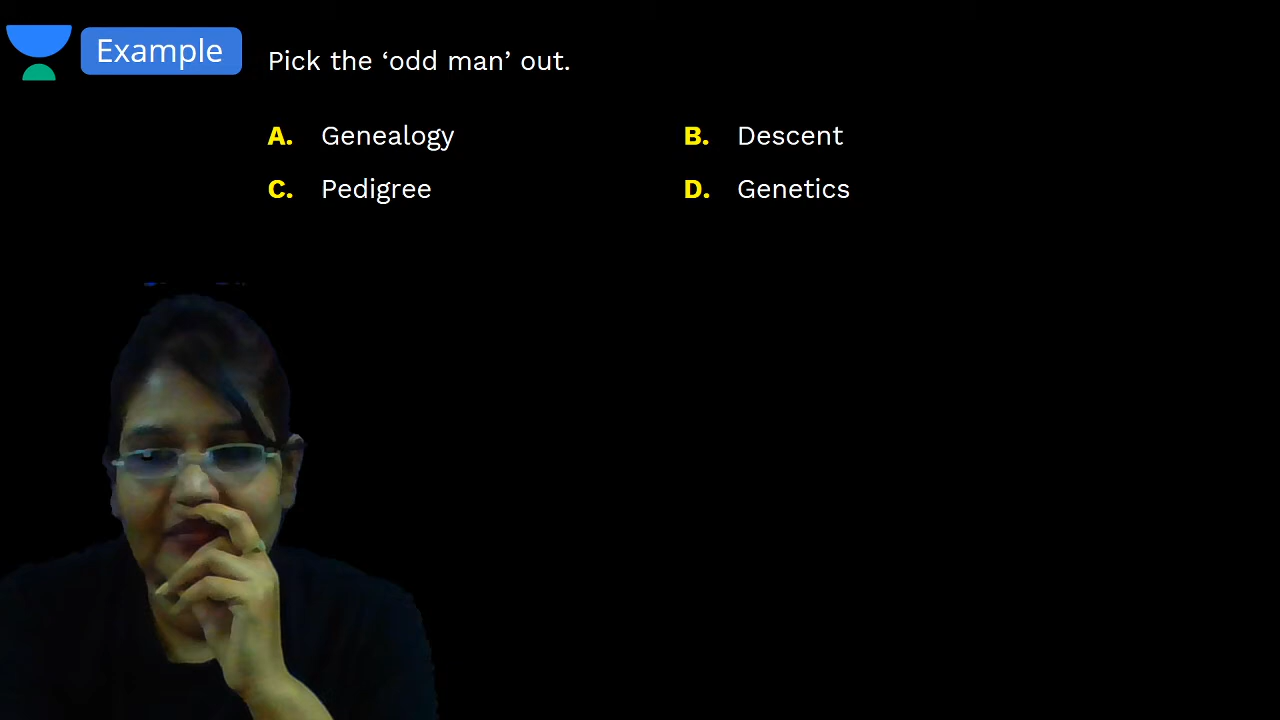 Example Pick the ‘odd man’ out.
A. Genealogy B. Descent
C. Pedigree D. Genetics